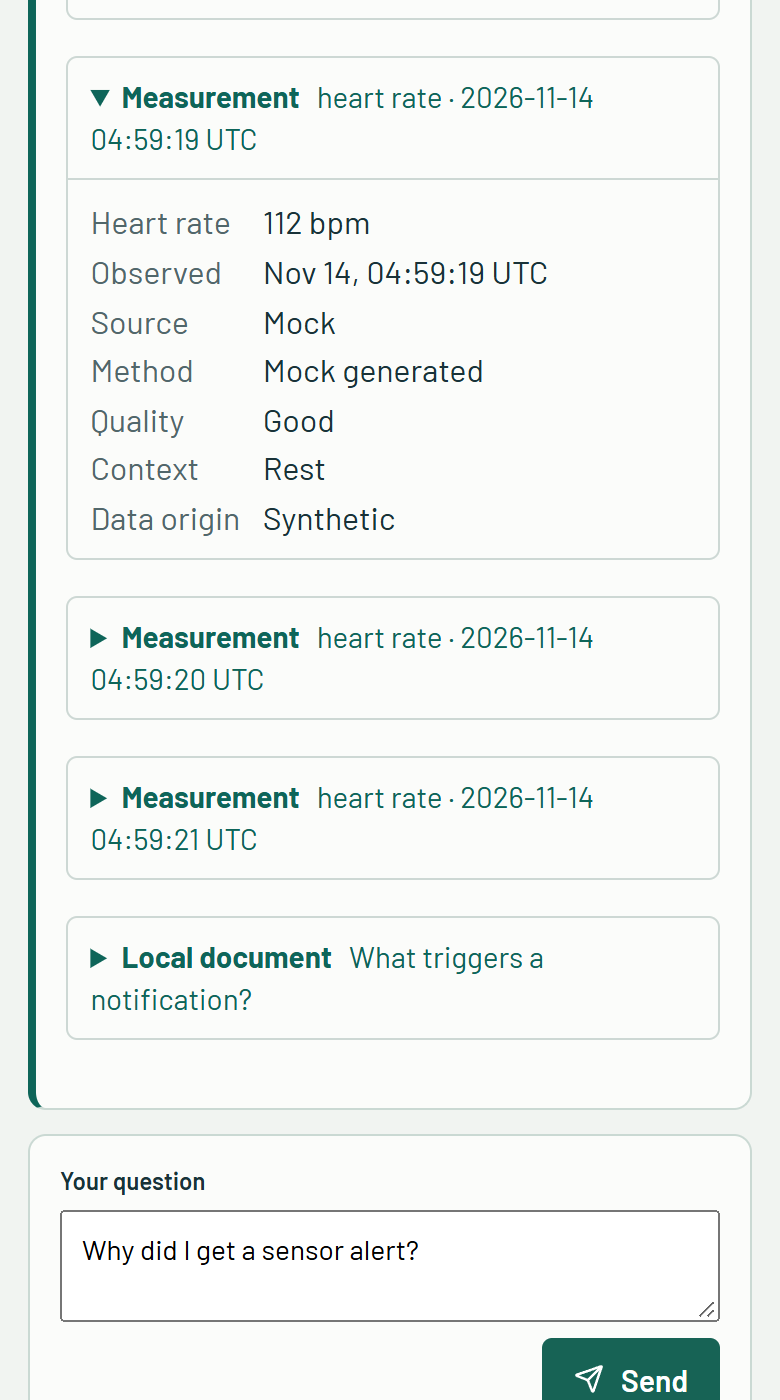 Measurement heart rate · 2026-11-14
04:59:19 UTC
Heart rate 112 bpm
Observed Nov 14, 04:59:19 UTC
Source Mock
Method Mock generated
Quality Good
Context Rest
Data origin Synthetic
Measurement heart rate · 2026-11-14
04:59:20 UTC
Measurement heart rate · 2026-11-14
04:59:21 UTC
Local document What triggers a
notification?
Your question
Why did I get a sensor alert?
Send